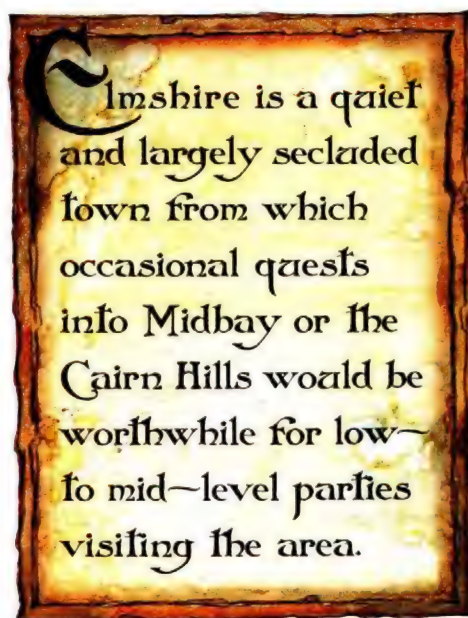 Elmshire is a quiet
and largely secluded
town from which
occasional quests
into Midbay or the
Cairn Hills would be
worthwhile for low-
to mid-level parties
visiting the area.